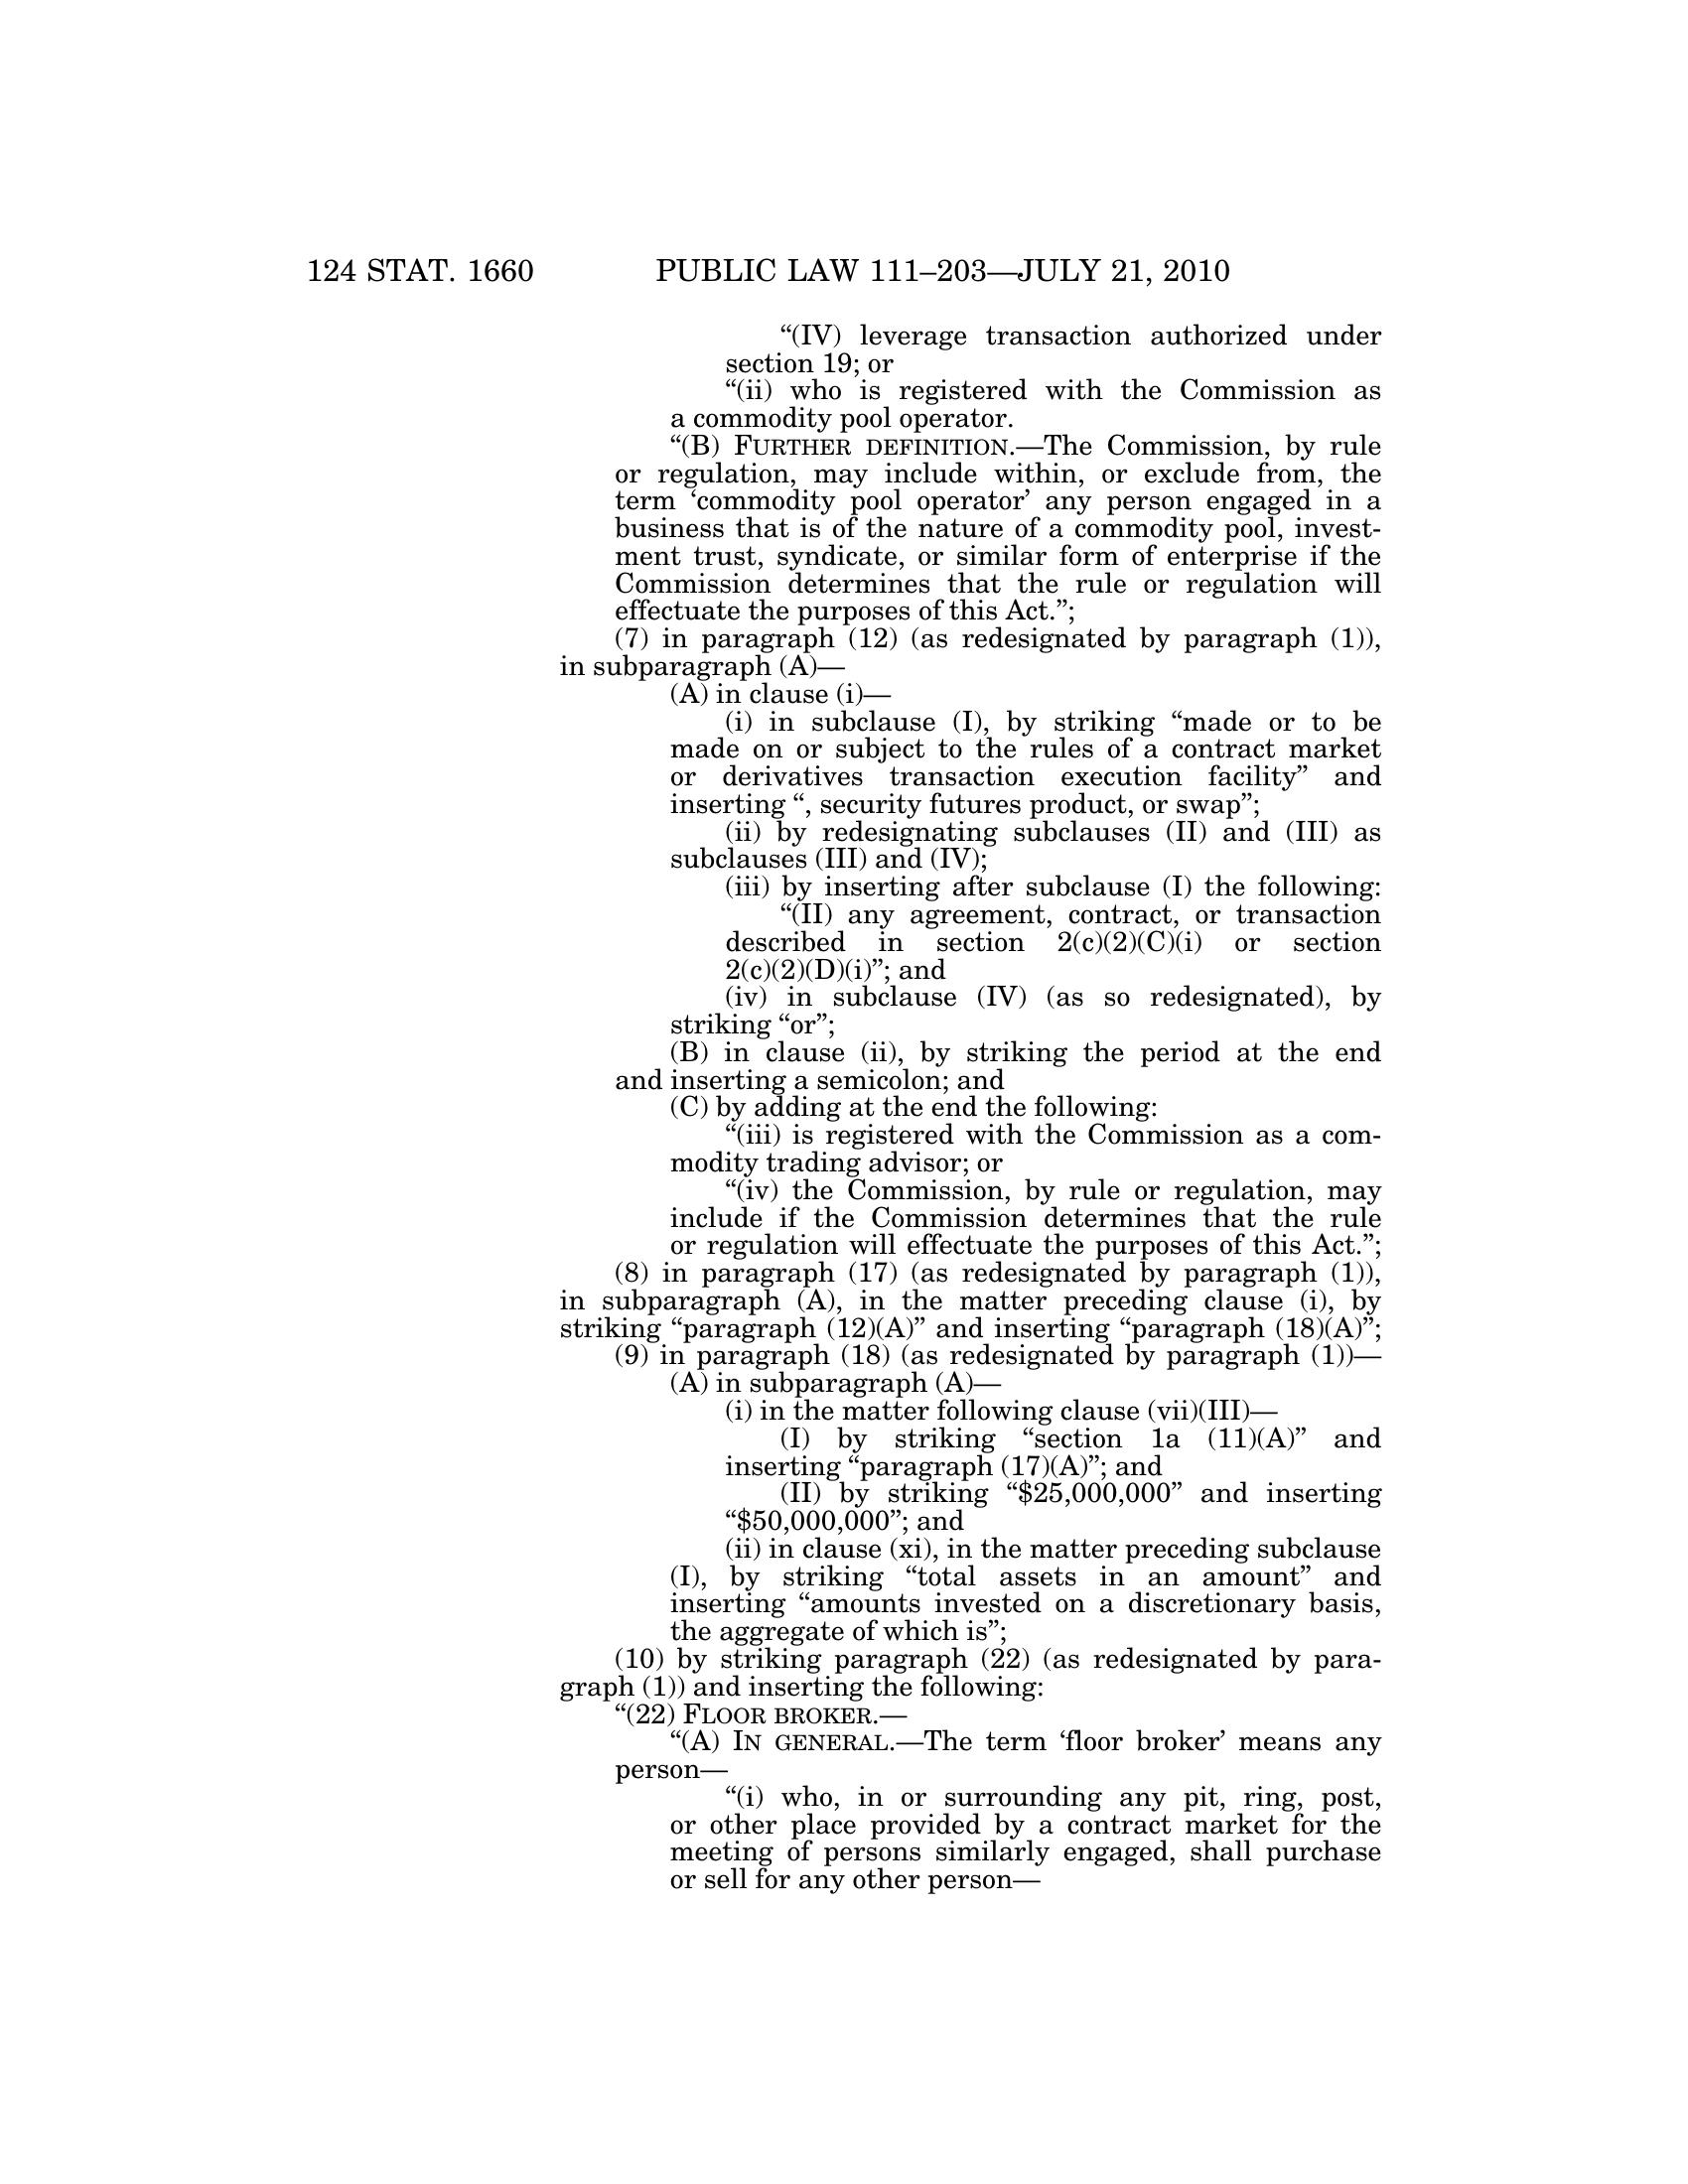 124 STAT. 1660 PUBLIC LAW 111–203—JULY 21, 2010
“(IV) leverage transaction authorized under
section 19; or
“(ii) who is registered with the Commission as
a commodity pool operator.
“(B) FURTHER DEFINITION.—The Commission, by rule
or regulation, may include within, or exclude from, the
term ‘commodity pool operator’ any person engaged in a
business that is of the nature of a commodity pool, invest-
ment trust, syndicate, or similar form of enterprise if the
Commission determines that the rule or regulation will
effectuate the purposes of this Act.”;
(7) in paragraph (12) (as redesignated by paragraph (1)),
in subparagraph (A)—
(A) in clause (i)—
(i) in subclause (I), by striking “made or to be
made on or subject to the rules of a contract market
or derivatives transaction execution facility” and
inserting “, security futures product, or swap”;
(ii) by redesignating subclauses (II) and (III) as
subclauses (III) and (IV);
(iii) by inserting after subclause (I) the following:
“(II) any agreement, contract, or transaction
described in section 2(c)(2)(C)(i) or section
2(c)(2)(D)(i)”; and
(iv) in subclause (IV) (as so redesignated), by
striking “or”;
(B) in clause (ii), by striking the period at the end
and inserting a semicolon; and
(C) by adding at the end the following:
“(iii) is registered with the Commission as a com-
modity trading advisor; or
“(iv) the Commission, by rule or regulation, may
include if the Commission determines that the rule
or regulation will effectuate the purposes of this Act.”;
(8) in paragraph (17) (as redesignated by paragraph (1)),
in subparagraph (A), in the matter preceding clause (i), by
striking “paragraph (12)(A)” and inserting “paragraph (18)(A)”;
(9) in paragraph (18) (as redesignated by paragraph (1))—
(A) in subparagraph (A)—
(i) in the matter following clause (vii)(III)—
(I) by striking “section 1a (11)(A)” and
inserting “paragraph (17)(A)”; and
(II) by striking “$25,000,000” and inserting
“$50,000,000”; and
(ii) in clause (xi), in the matter preceding subclause
(I), by striking “total assets in an amount” and
inserting “amounts invested on a discretionary basis,
the aggregate of which is”;
(10) by striking paragraph (22) (as redesignated by para-
graph (1)) and inserting the following:
“(22) FLOOR BROKER.—
“(A) IN GENERAL.—The term ‘floor broker’ means any
person—
“(i) who, in or surrounding any pit, ring, post,
or other place provided by a contract market for the
meeting of persons similarly engaged, shall purchase
or sell for any other person—